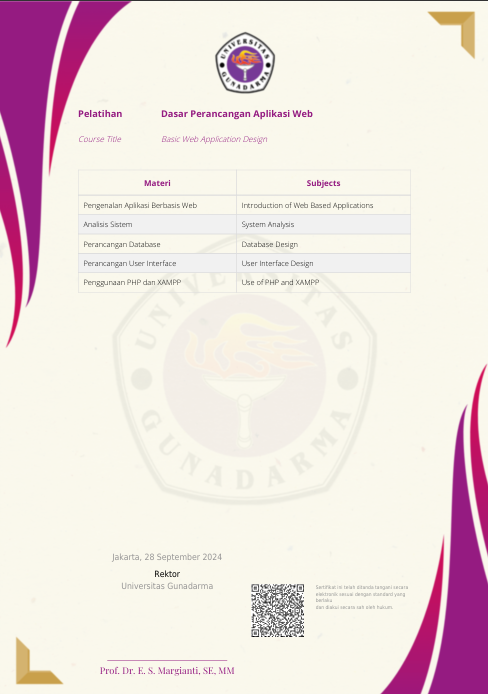 UNIVERSITAS
GUNADARMA
Pelatihan Dasar Perancangan Aplikasi Web
Course Title Basic Web Application Design
Materi Subjects
Pengenalan Aplikasi Berbasis Web Introduction of Web Based Applications
Analisis Sistem System Analysis
Perancangan Database Database Design
Perancangan User Interface User Interface Design
Penggunaan PHP dan XAMPP Use of PHP and XAMPP
UNIVERSITAS
GUNADARMA
Jakarta, 28 September 2024
Rektor
Universitas Gunadarma
Sertifikat ini telah ditanda tangani secara
elektronik sesuai dengan standard yang
berlaku
dan diakui secara sah oleh hukum.
Prof. Dr. E. S. Margianti, SE, MM